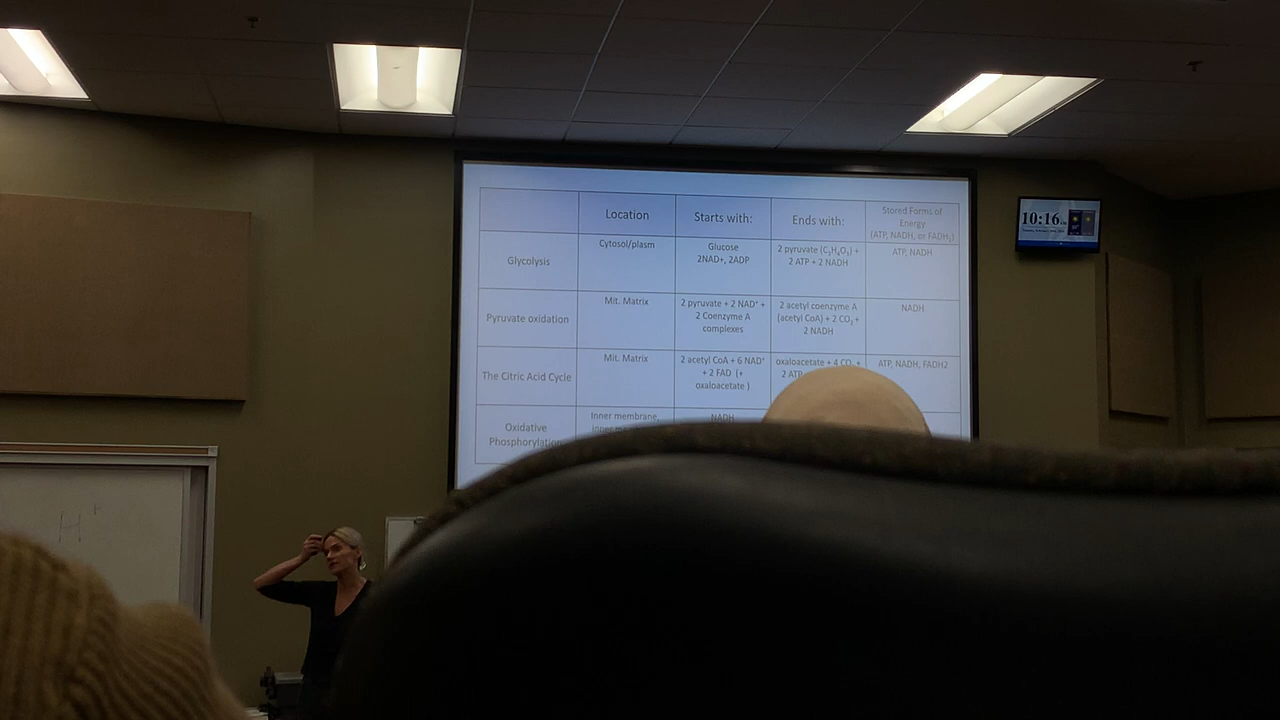 Location
Starts with:
Ends with:
Stored Forms of
Energy
(ATP, NADH, or FADH₂)
Glycolysis
Cytosol/plasm
Glucose
2NAD+, 2ADP
2 pyruvate (C₃H₄O₃) +
2 ATP + 2 NADH
ATP, NADH
Pyruvate oxidation
Mit. Matrix
2 pyruvate + 2 NAD⁺ +
2 Coenzyme A
complexes
2 acetyl coenzyme A
(acetyl CoA) + 2 CO₂ +
2 NADH
NADH
The Citric Acid Cycle
Mit. Matrix
2 acetyl CoA + 6 NAD⁺
+ 2 FAD (+
oxaloacetate )
oxaloacetate + 4 CO₂ +
2 ATP
ATP, NADH, FADH2
Oxidative
Phosphorylation
Inner membrane,
NADH
10:16
H⁺